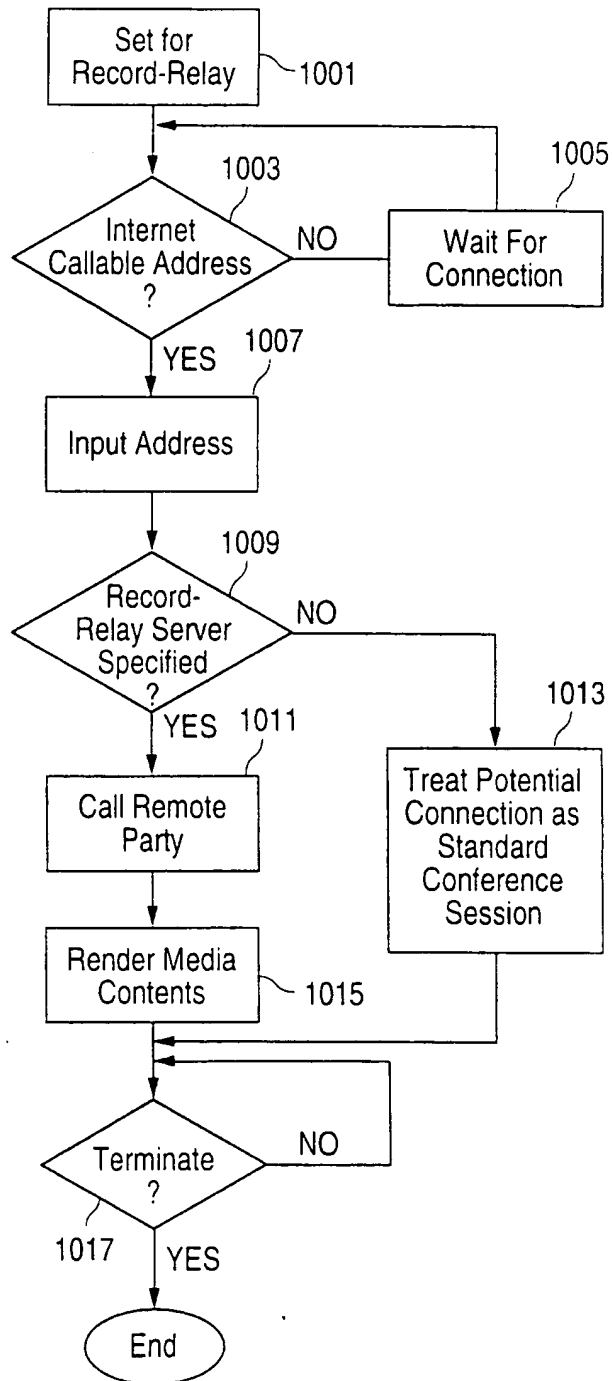 Set for
Record-Relay
1001
1003
1005
Internet
Callable Address
?
NO
Wait For
Connection
YES
1007
Input Address
1009
Record-
Relay Server
Specified
?
NO
YES
1011
1013
Call Remote
Party
Treat Potential
Connection as
Standard
Conference
Session
Render Media
Contents
1015
Terminate
?
NO
1017
YES
End